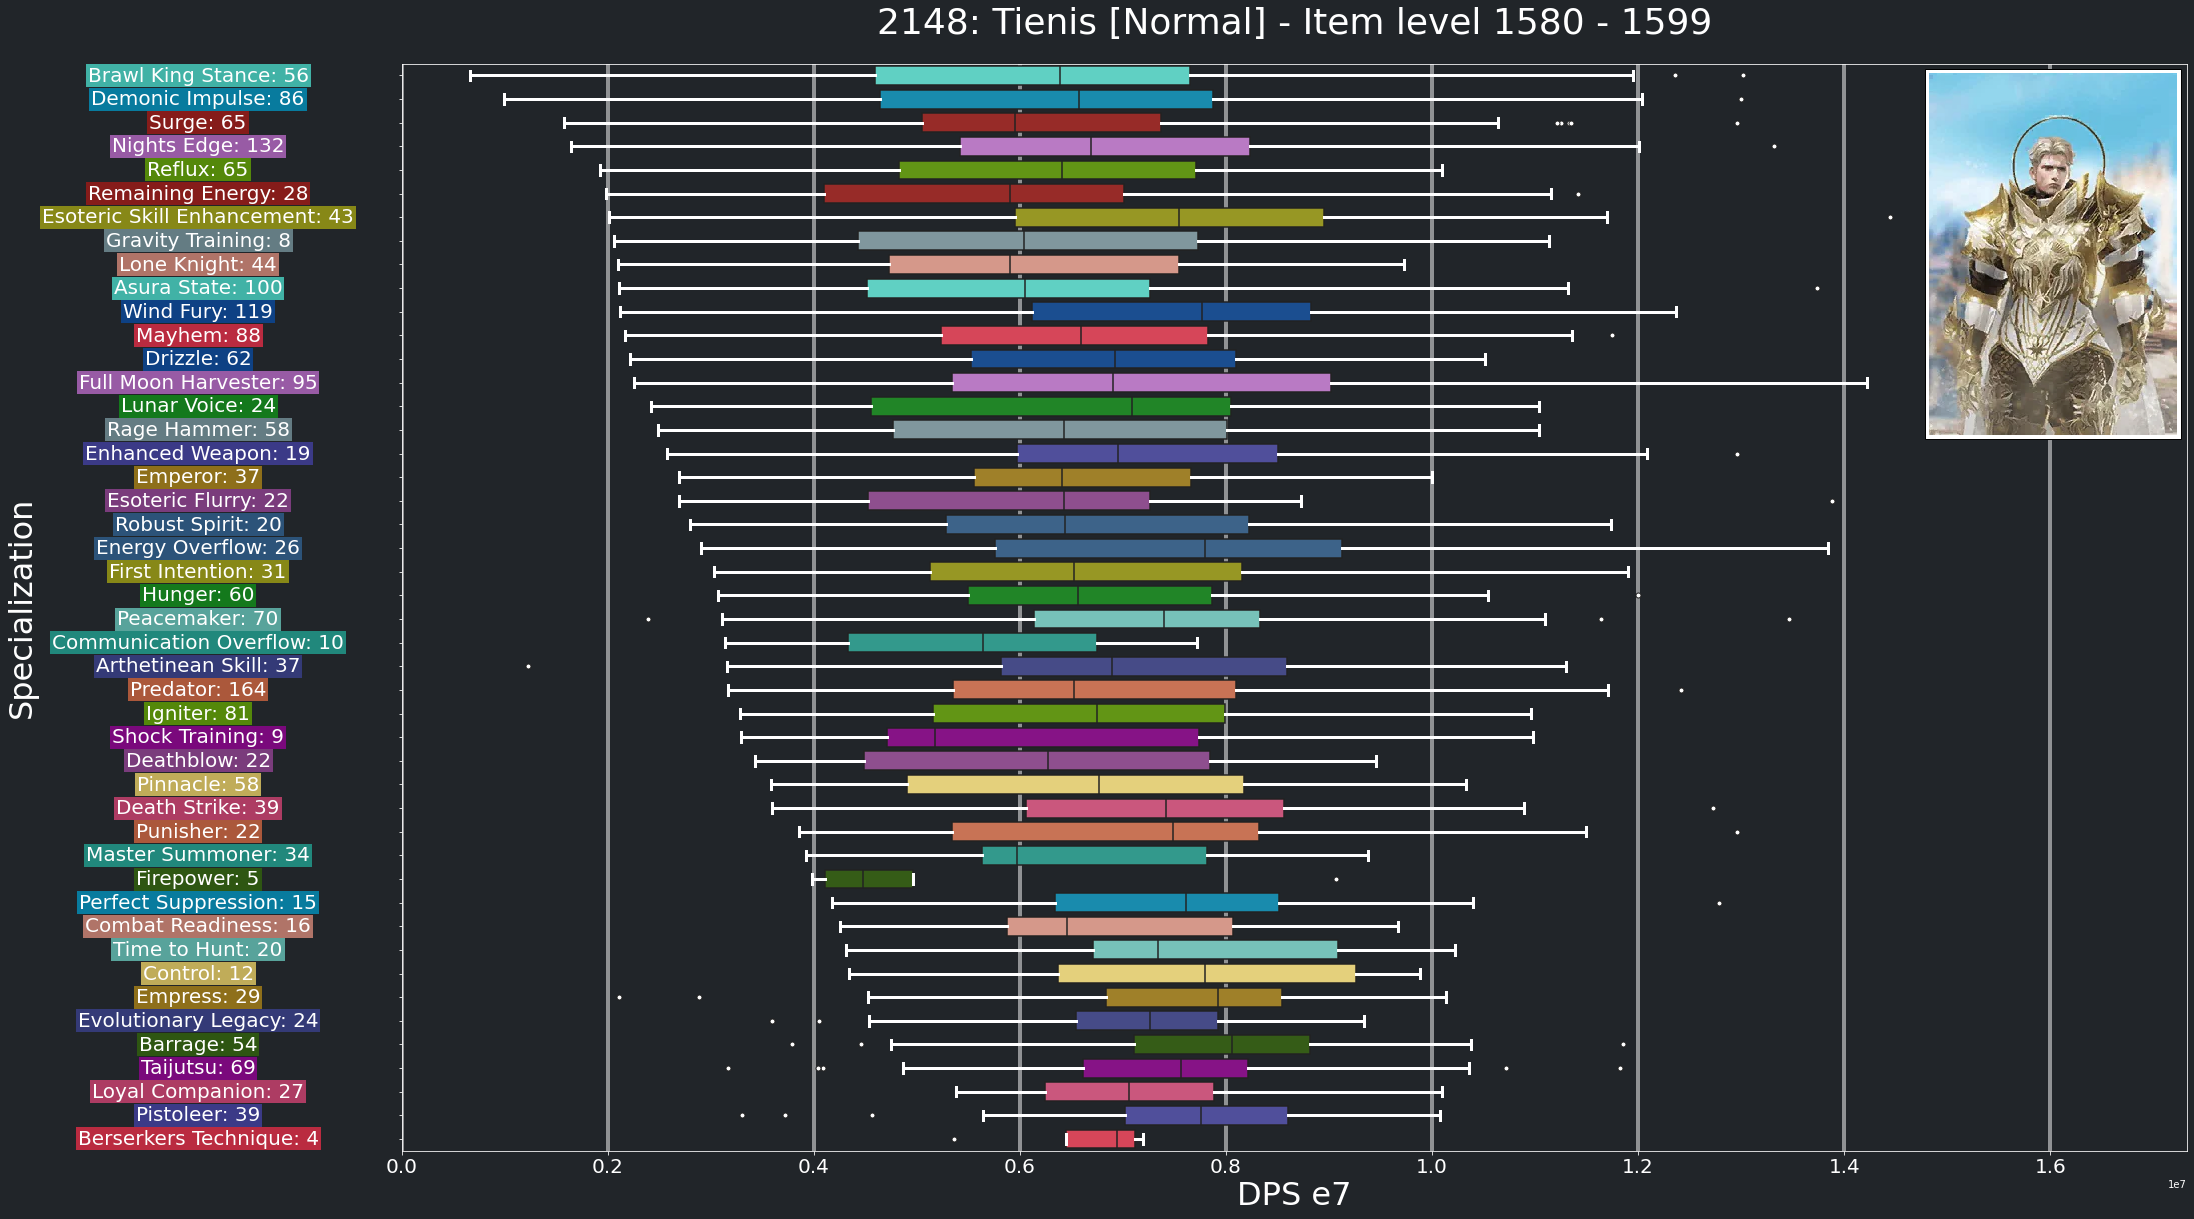 2148: Tienis [Normal] - Item level 1580 - 1599
Specialization
Brawl King Stance: 56
Demonic Impulse: 86
Surge: 65
Nights Edge: 132
Reflux: 65
Remaining Energy: 28
Esoteric Skill Enhancement: 43
Gravity Training: 8
Lone Knight: 44
Asura State: 100
Wind Fury: 119
Mayhem: 88
Drizzle: 62
Full Moon Harvester: 95
Lunar Voice: 24
Rage Hammer: 58
Enhanced Weapon: 19
Emperor: 37
Esoteric Flurry: 22
Robust Spirit: 20
Energy Overflow: 26
First Intention: 31
Hunger: 60
Peacemaker: 70
Communication Overflow: 10
Arthetinean Skill: 37
Predator: 164
Igniter: 81
Shock Training: 9
Deathblow: 22
Pinnacle: 58
Death Strike: 39
Punisher: 22
Master Summoner: 34
Firepower: 5
Perfect Suppression: 15
Combat Readiness: 16
Time to Hunt: 20
Control: 12
Empress: 29
Evolutionary Legacy: 24
Barrage: 54
Taijutsu: 69
Loyal Companion: 27
Pistoleer: 39
Berserkers Technique: 4
0.0 0.2 0.4 0.6 0.8 1.0 1.2 1.4 1.6
1e7
DPS e7